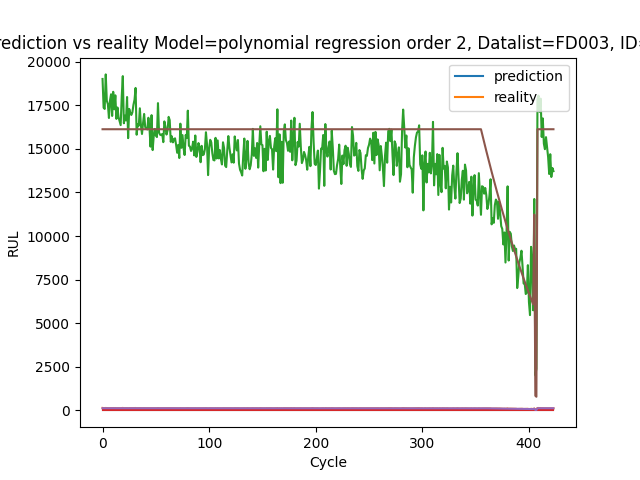 rediction vs reality Model=polynomial regression order 2, Datalist=FD003, ID=
20000
17500
15000
12500
10000
7500
5000
2500
0
RUL
prediction
reality
0 100 200 300 400
Cycle